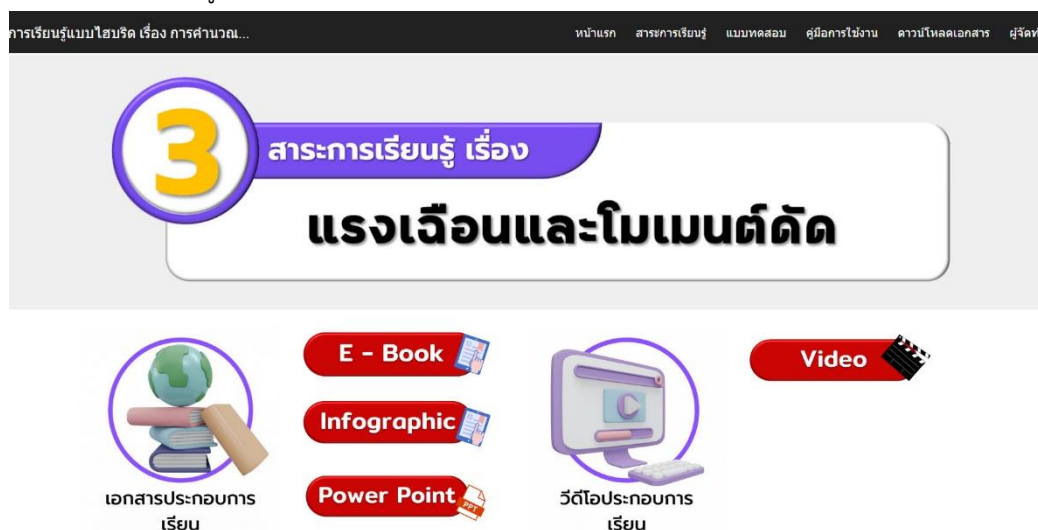 การเรียนรู้แบบไฮบริด เรื่อง การคำนวณ...
หน้าแรก สาระการเรียนรู้ แบบทดสอบ คู่มือการใช้งาน ดาวน์โหลดเอกสาร ผู้จัดทำ
3
สาระการเรียนรู้ เรื่อง
แรงเฉือนและโมเมนต์ดัด
E - Book
Infographic
Power Point
PPT
เอกสารประกอบการ
เรียน
Video
วีดีโอประกอบการ
เรียน